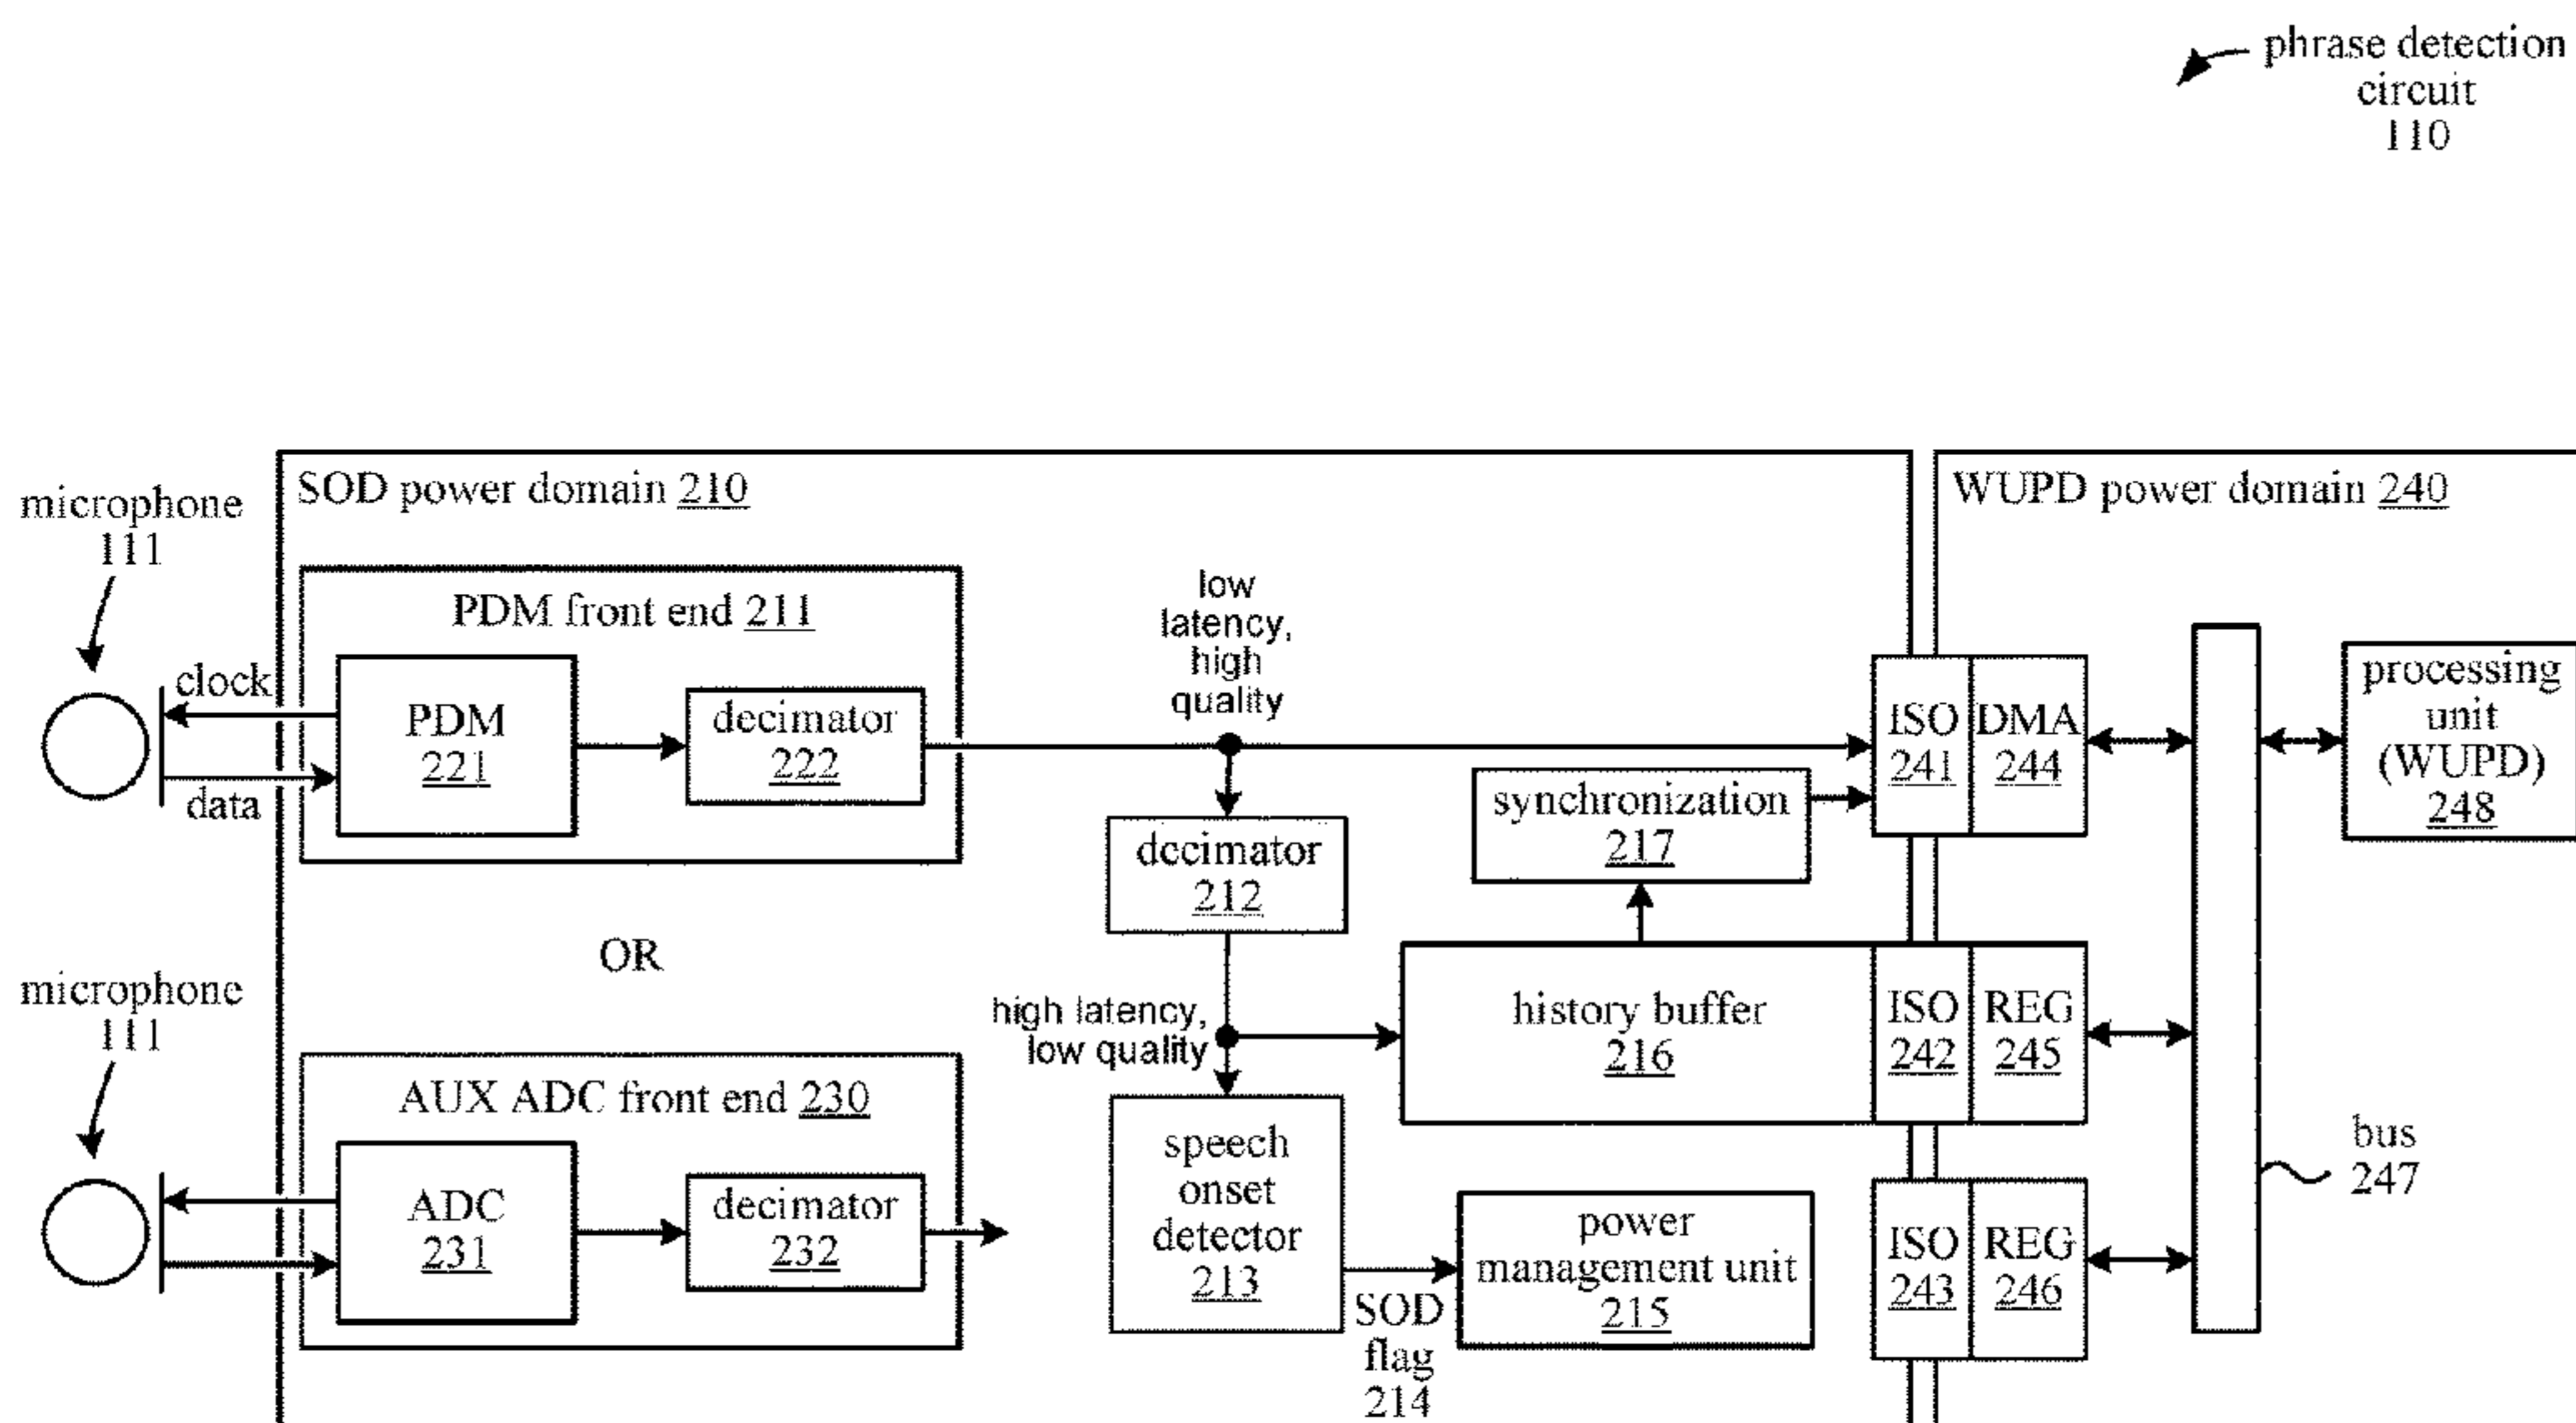 phrase detection
circuit
110
SOD power domain 210
WUPD power domain 240
microphone
111
PDM front end 211
clock
data
PDM
221
decimator
222
low
latency,
high
quality
ISO
241
DMA
244
processing
unit
(WUPD)
248
synchronization
217
decimator
212
OR
microphone
111
high latency,
low quality
history buffer
216
ISO
242
REG
245
AUX ADC front end 230
ADC
231
decimator
232
speech
onset
detector
213
SOD
flag
214
power
management unit
215
ISO
243
REG
246
bus
247